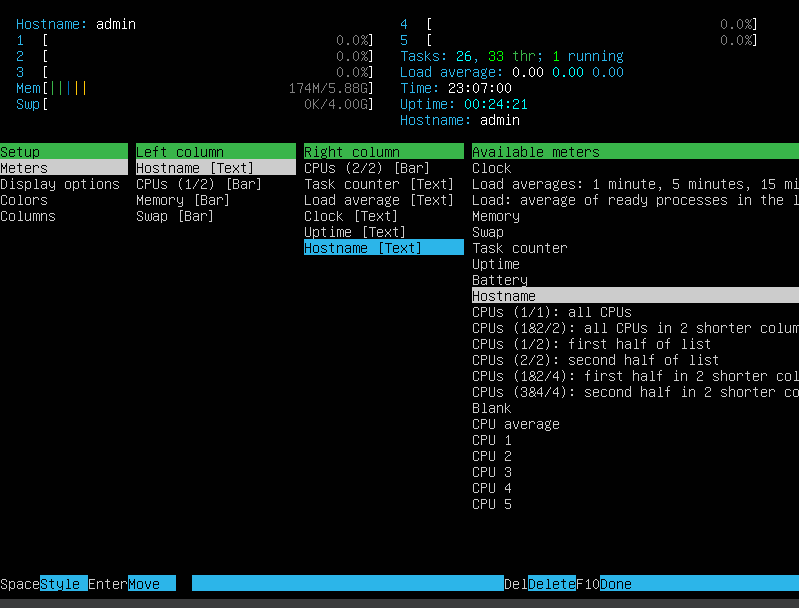 Hostname: admin
1 [ 0.0%]
2 [ 0.0%]
3 [ 0.0%]
Mem[||||| 174M/5.88G]
Swp[ 0K/4.00G]
4 [ 0.0%]
5 [ 0.0%]
Tasks: 26, 33 thr; 1 running
Load average: 0.00 0.00 0.00
Time: 23:07:00
Uptime: 00:24:21
Hostname: admin
Setup
Meters
Display options
Colors
Columns
Left column
Hostname [Text]
CPUs (1/2) [Bar]
Memory [Bar]
Swap [Bar]
Right column
CPUs (2/2) [Bar]
Task counter [Text]
Load average [Text]
Clock [Text]
Uptime [Text]
Hostname [Text]
Available meters
Clock
Load averages: 1 minute, 5 minutes, 15 mi
Load: average of ready processes in the l
Memory
Swap
Task counter
Uptime
Battery
Hostname
CPUs (1/1): all CPUs
CPUs (1&2/2): all CPUs in 2 shorter colum
CPUs (1/2): first half of list
CPUs (2/2): second half of list
CPUs (1&2/4): first half in 2 shorter col
CPUs (3&4/4): second half in 2 shorter co
Blank
CPU average
CPU 1
CPU 2
CPU 3
CPU 4
CPU 5
SpaceStyle EnterMove DelDeleteF10Done